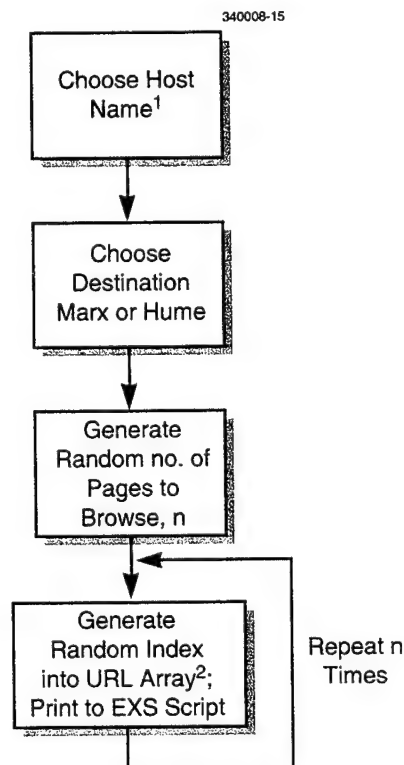 340008-15
Choose Host
Name¹
Choose
Destination
Marx or Hume
Generate
Random no. of
Pages to
Browse, n
Generate
Random Index
into URL Array²;
Print to EXS Script
Repeat n
Times